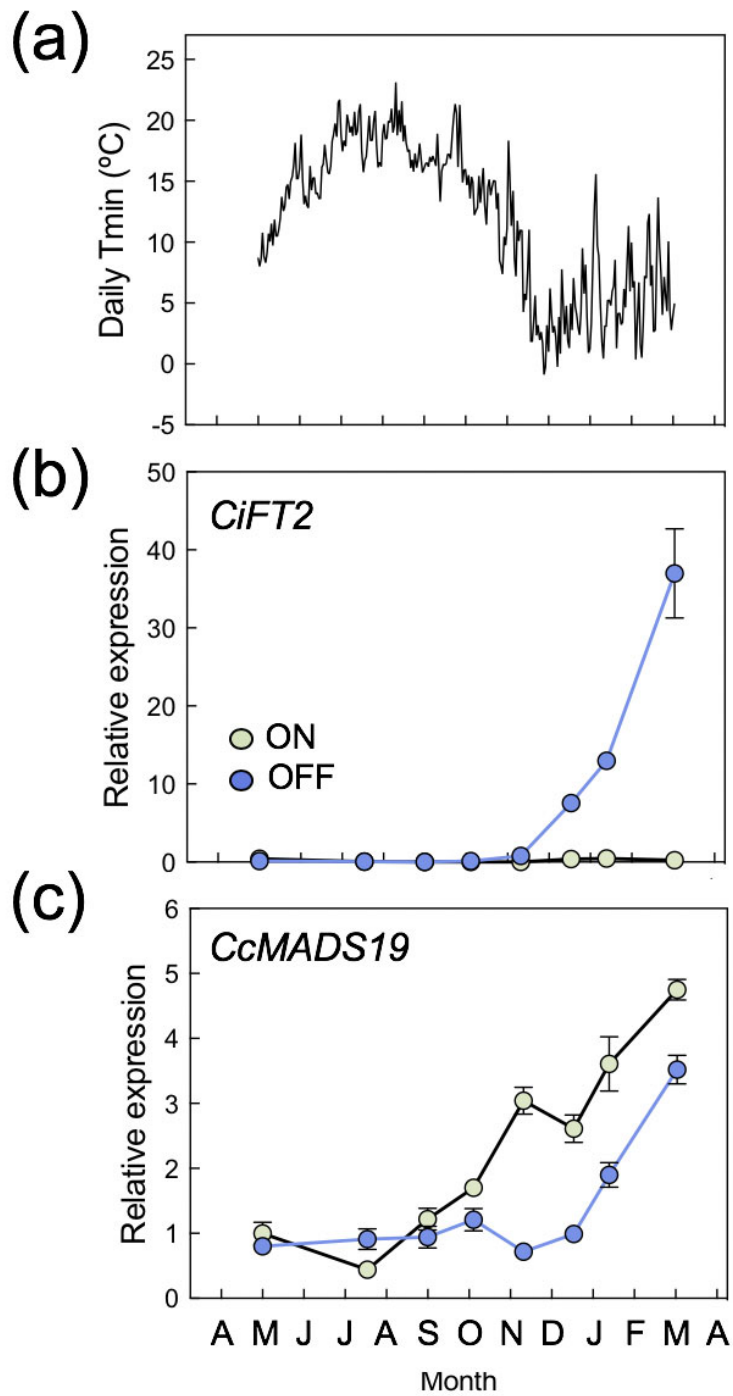 (a)
25
20
15
10
5
0
-5
Daily Tmin (ºC)
(b)
50
40
30
20
10
0
Relative expression
CiFT2
ON
OFF
(c)
6
5
4
3
2
1
0
Relative expression
CcMADS19
A M J J A S O N D J F M A
Month